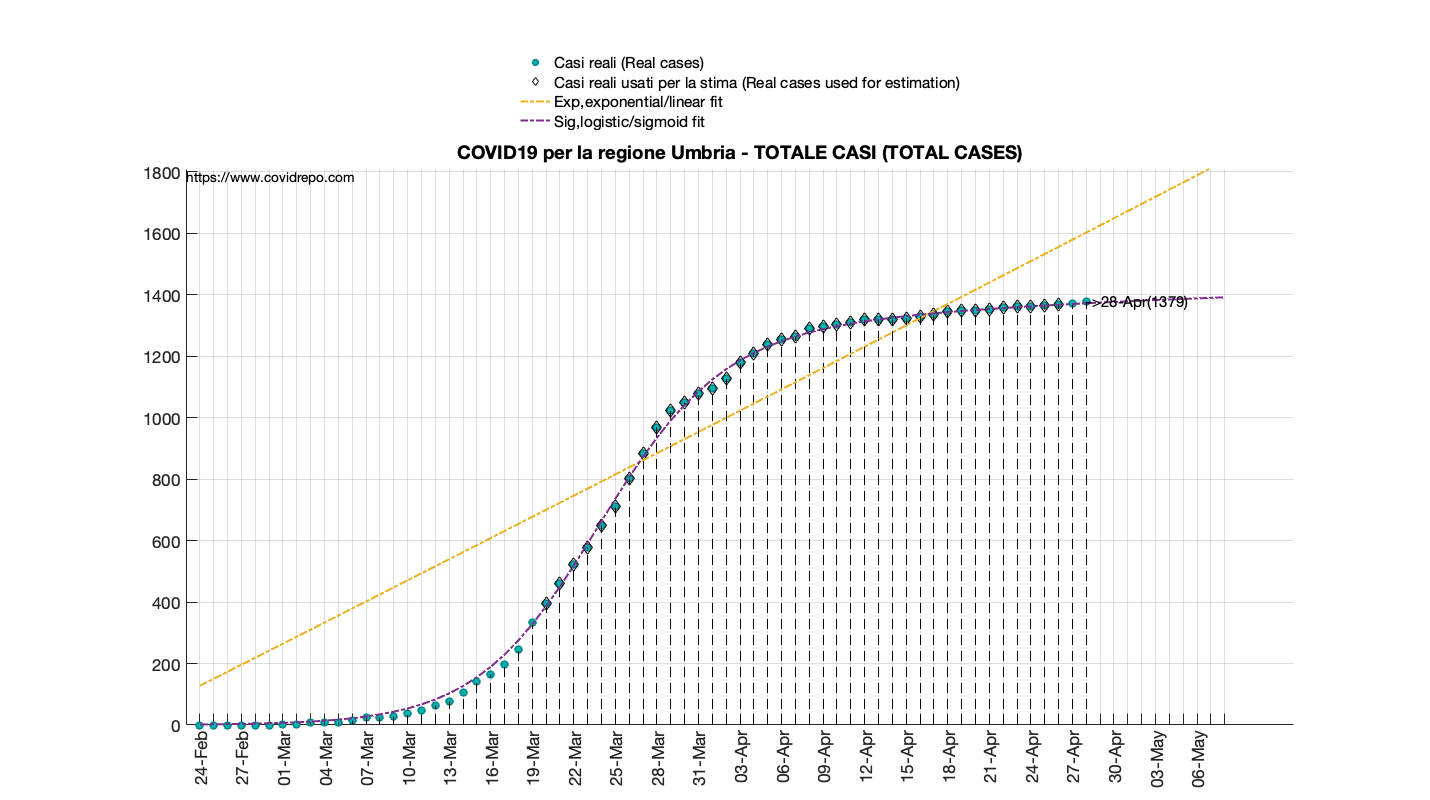 Casi reali (Real cases)
Casi reali usati per la stima (Real cases used for estimation)
Exp,exponential/linear fit
Sig,logistic/sigmoid fit
COVID19 per la regione Umbria - TOTALE CASI (TOTAL CASES)
https://www.covidrepo.com
1800
1600
1400
1200
1000
800
600
400
200
0
->28-Apr(1379)
24-Feb
27-Feb
01-Mar
04-Mar
07-Mar
10-Mar
13-Mar
16-Mar
19-Mar
22-Mar
25-Mar
28-Mar
31-Mar
03-Apr
06-Apr
09-Apr
12-Apr
15-Apr
18-Apr
21-Apr
24-Apr
27-Apr
30-Apr
03-May
06-May